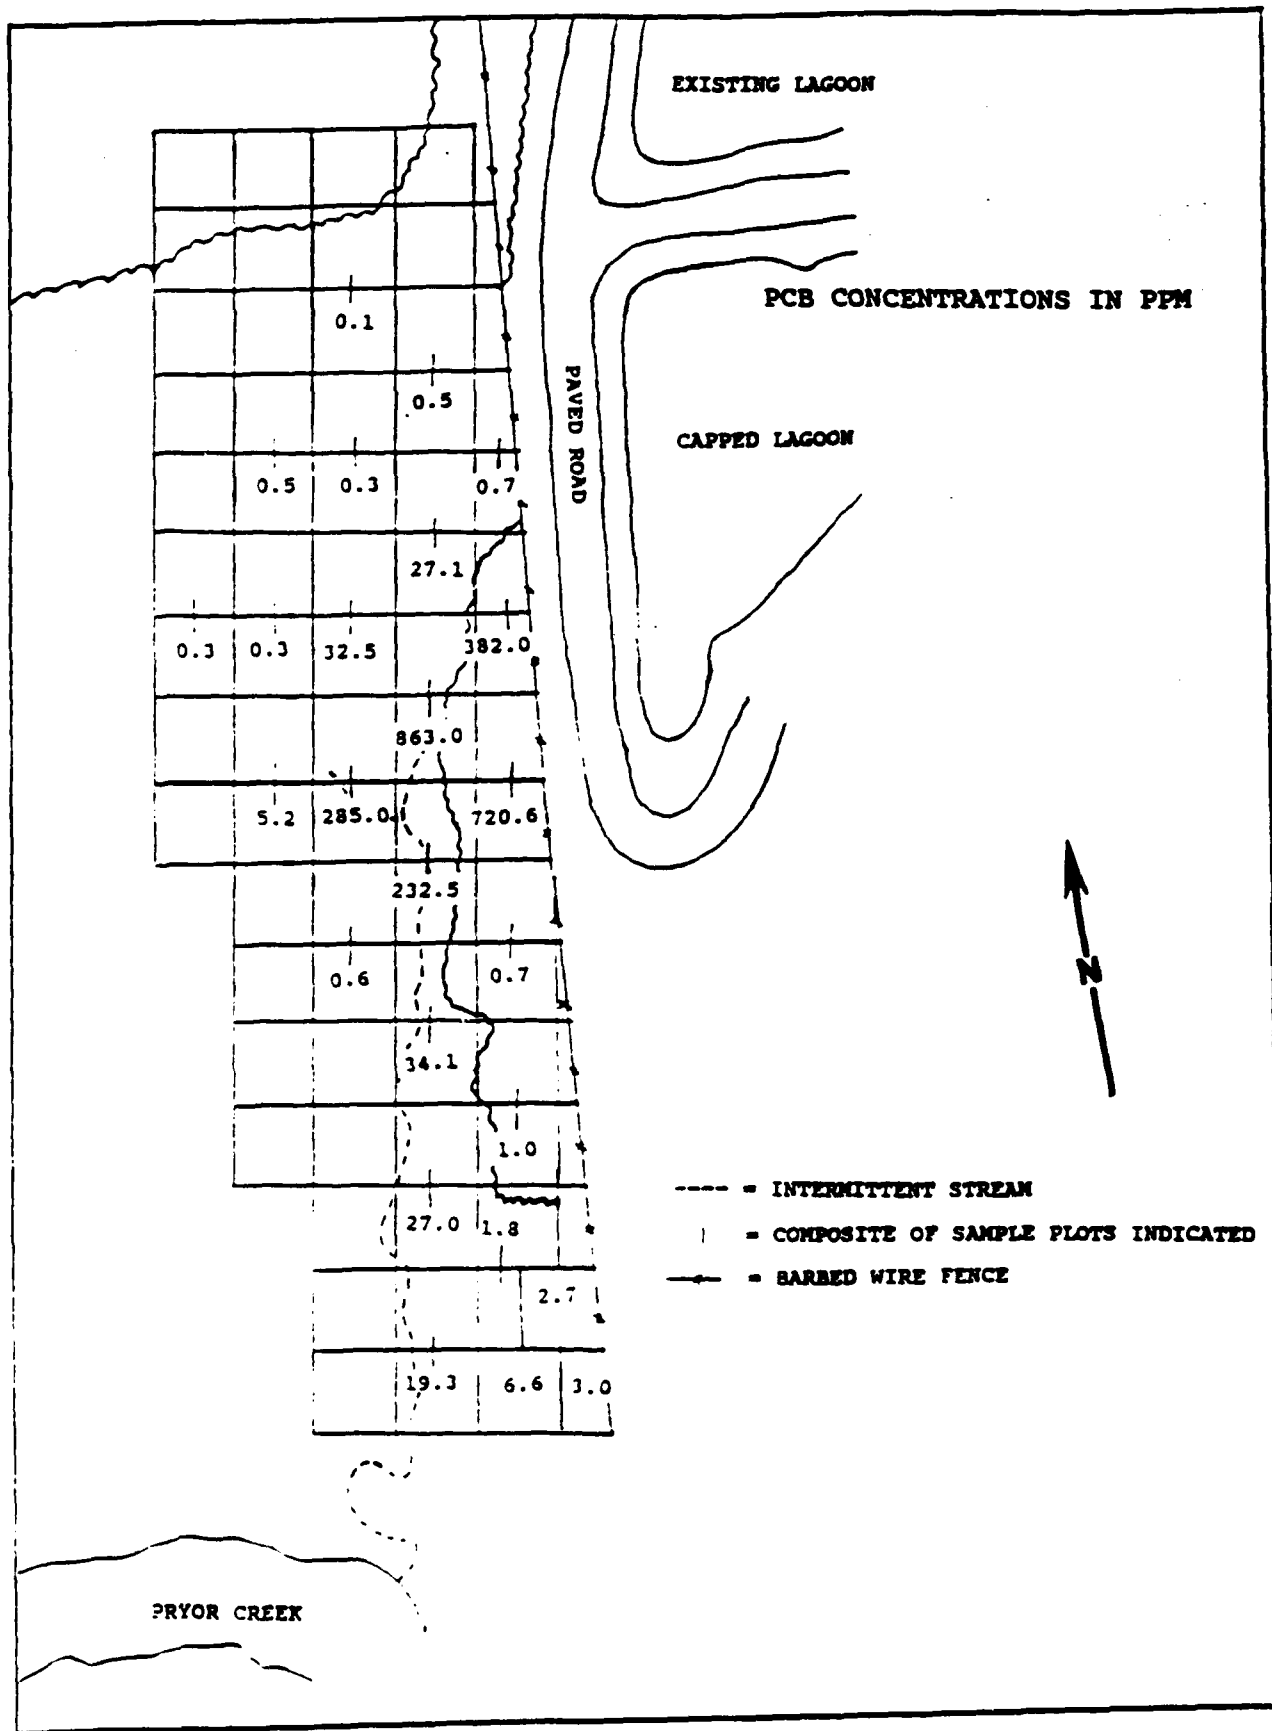 EXISTING LAGOON
PCB CONCENTRATIONS IN PPM
0.1
PAVED ROAD
0.5
CAPPED LAGOON
0.5 0.3 0.7
27.1
0.3 0.3 32.5 382.0
863.0
5.2 285.0 720.6
232.5
0.6 0.7
N
34.1
1.0
---- = INTERMITTENT STREAM
27.0 1.8
| = COMPOSITE OF SAMPLE PLOTS INDICATED
= BARBED WIRE FENCE
2.7
19.3 6.6 3.0
PRYOR CREEK